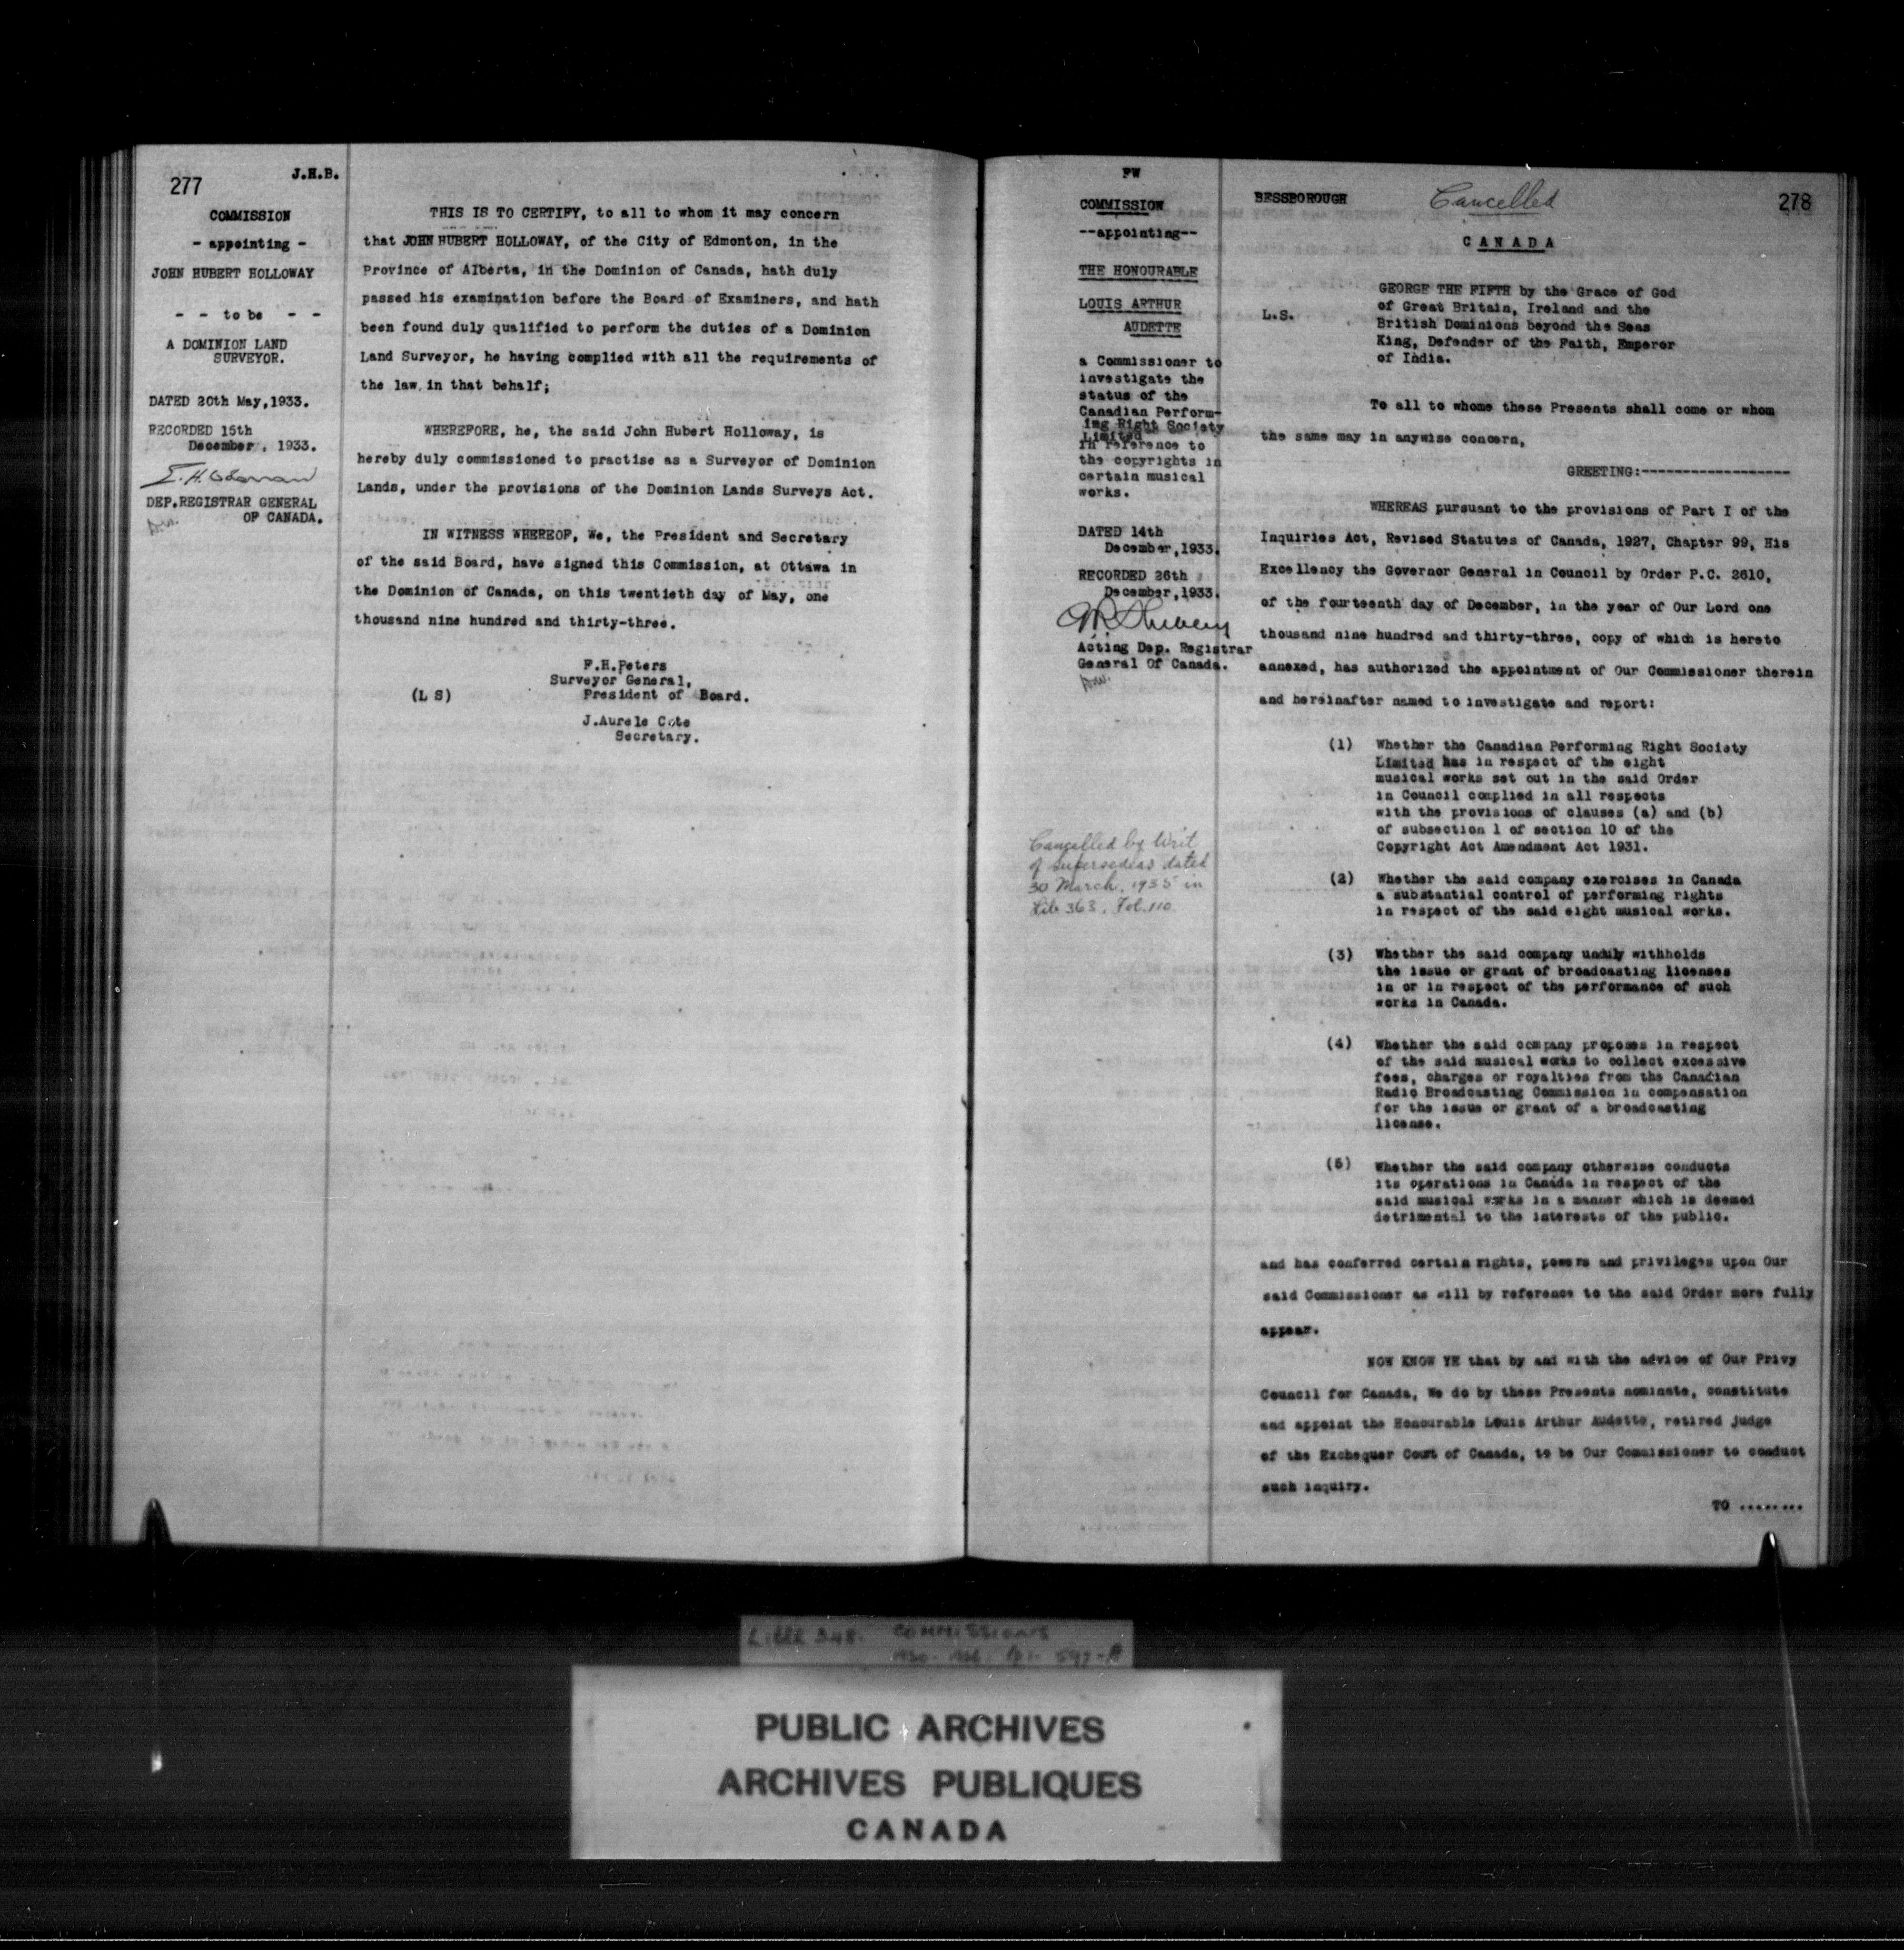 277
J.H.B.
COMMISSION
- appointing -
JOHN HUBERT HOLLOWAY
- - to be - -
A DOMINION LAND
SURVEYOR.
DATED 20th May,1933.
RECORDED 15th
December, 1933.
DEP.REGISTRAR GENERAL
OF CANADA.
THIS IS TO CERTIFY, to all to whom it may concern
that JOHN HUBERT HOLLOWAY, of the City of Edmonton, in the
Province of Alberta, in the Dominion of Canada, hath duly
passed his examination before the Board of Examiners, and hath
been found duly qualified to perform the duties of a Dominion
Land Surveyor, he having complied with all the requirements of
the law in that behalf;
WHEREFORE, he, the said John Hubert Holloway, is
hereby duly commissioned to practise as a Surveyor of Dominion
Lands, under the provisions of the Dominion Lands Surveys Act.
IN WITNESS WHEREOF, We, the President and Secretary
of the said Board, have signed this Commission, at Ottawa in
the Dominion of Canada, on this twentieth day of May, one
thousand nine hundred and thirty-three.
F.H.Peters
Surveyor General,
(L S) President of Board.
J.Aurele Cote
Secretary.
PW
COMMISSION
--appointing--
THE HONOURABLE
LOUIS ARTHUR
AUDETTE
a Commissioner to
investigate the
status of the
Canadian Perform-
ing Right Society
Limited
in reference to
the copyrights in
certain musical
works.
DATED 14th
December,1933.
RECORDED 26th
December,1933.
Acting Dep. Registrar
General Of Canada.
Cancelled by Writ
of supersedeas dated
30 March, 1935 in
Lib 363, Fol.110
BESSBOROUGH
Cancelled
278
CANADA
L.S.
GEORGE THE FIFTH by the Grace of God
of Great Britain, Ireland and the
British Dominions beyond the Seas
King, Defender of the Faith, Emperor
of India.
To all to whome these Presents shall come or whom
the same may in anywise concern,
GREETING:------------------
WHEREAS pursuant to the provisions of Part I of the
Inquiries Act, Revised Statutes of Canada, 1927, Chapter 99, His
Excellency the Governor General in Council by Order P.C. 2610,
of the fourteenth day of December, in the year of Our Lord one
thousand nine hundred and thirty-three, copy of which is hereto
annexed, has authorized the appointment of Our Commissioner therein
and hereinafter named to investigate and report:
(1) Whether the Canadian Performing Right Society
Limited has in respect of the eight
musical works set out in the said Order
in Council complied in all respects
with the provisions of clauses (a) and (b)
of subsection 1 of section 10 of the
Copyright Act Amendment Act 1931.
(2) Whether the said company exercises in Canada
a substantial control of performing rights
in respect of the said eight musical works.
(3) Whether the said company unduly withholds
the issue or grant of broadcasting licenses
in or in respect of the performance of such
works in Canada.
(4) Whether the said company proposes in respect
of the said musical works to collect excessive
fees, charges or royalties from the Canadian
Radio Broadcasting Commission in compensation
for the issue or grant of a broadcasting
license.
(5) Whether the said company otherwise conducts
its operations in Canada in respect of the
said musical works in a manner which is deemed
detrimental to the interests of the public.
and has conferred certain rights, powers and privileges upon Our
said Commissioner as will by reference to the said Order more fully
appear.
NOW KNOW YE that by and with the advice of Our Privy
Council for Canada, We do by these Presents nominate, constitute
and appoint the Honourable Louis Arthur Audette, retired judge
of the Exchequer Court of Canada, to be Our Commissioner to conduct
such inquiry.
TO ........
LIBER 348. COMMISSIONS
PUBLIC ARCHIVES
ARCHIVES PUBLIQUES
CANADA